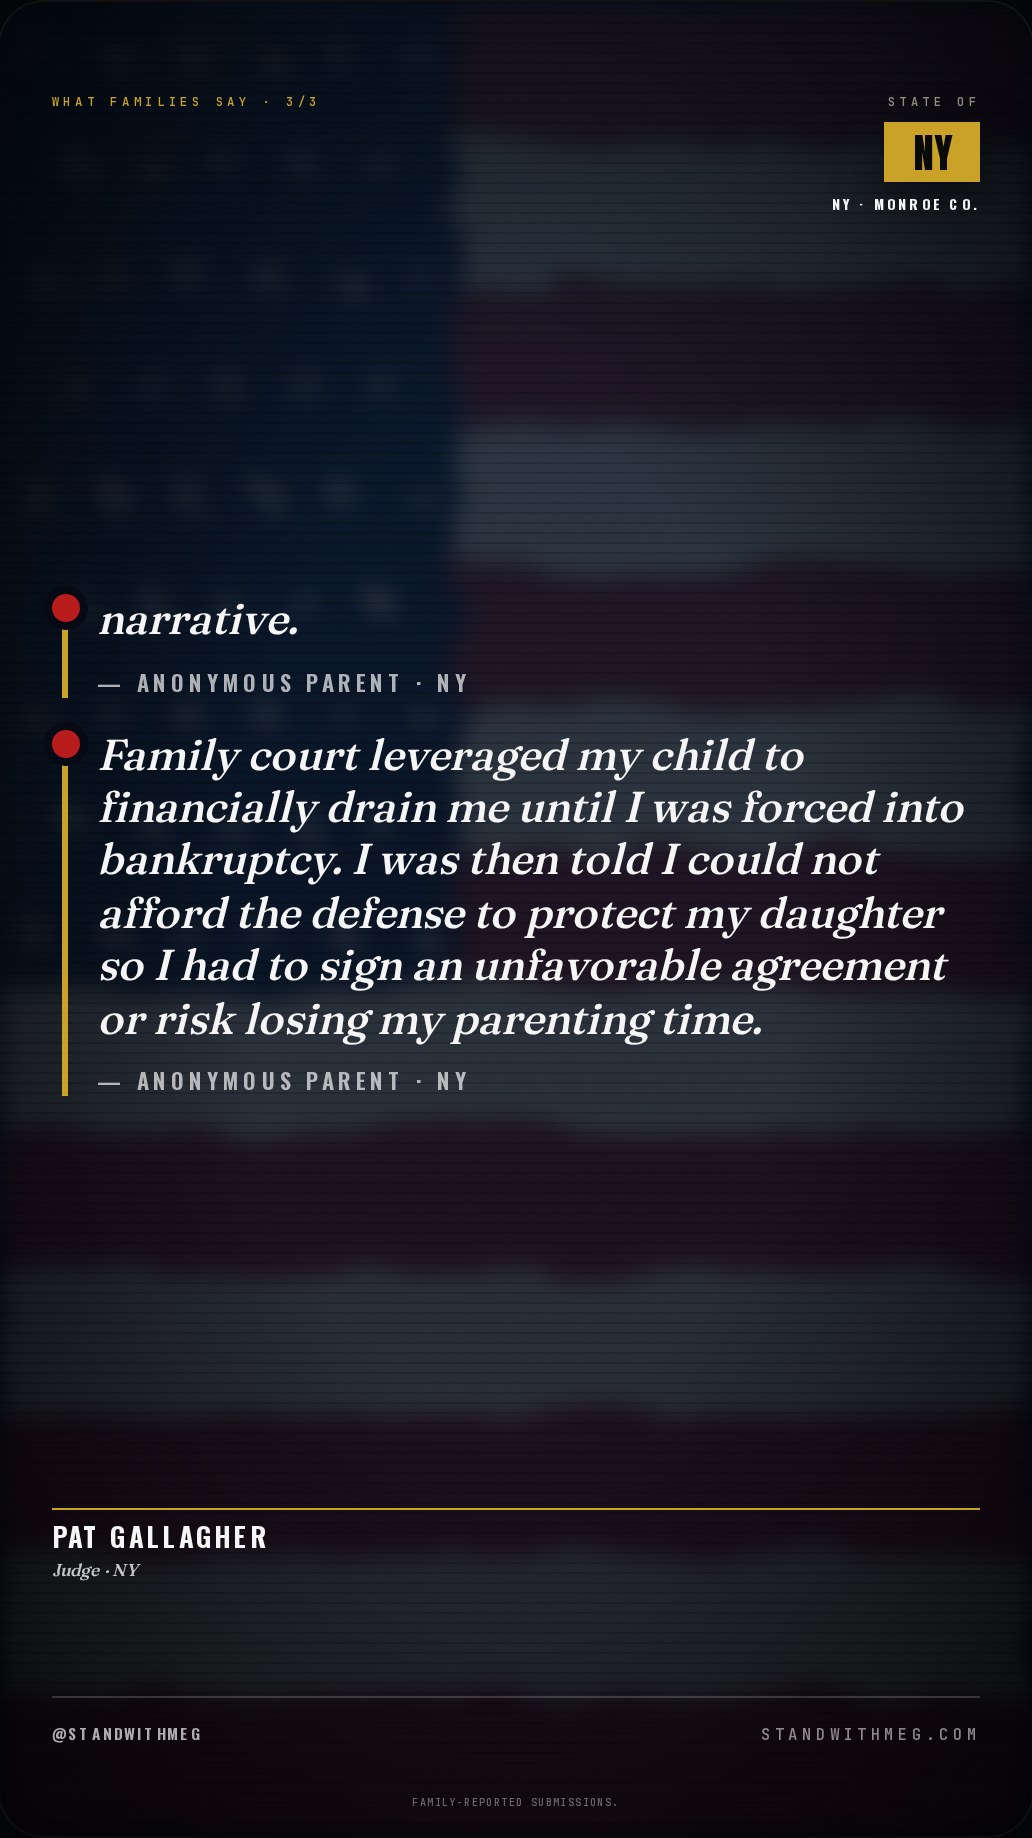 WHAT FAMILIES SAY · 3/3
STATE OF
NY
NY · MONROE CO.
narrative.
— ANONYMOUS PARENT · NY
Family court leveraged my child to
financially drain me until I was forced into
bankruptcy. I was then told I could not
afford the defense to protect my daughter
so I had to sign an unfavorable agreement
or risk losing my parenting time.
— ANONYMOUS PARENT · NY
PAT GALLAGHER
Judge · NY
@STANDWITHMEG
STANDWITHMEG.COM
FAMILY-REPORTED SUBMISSIONS.